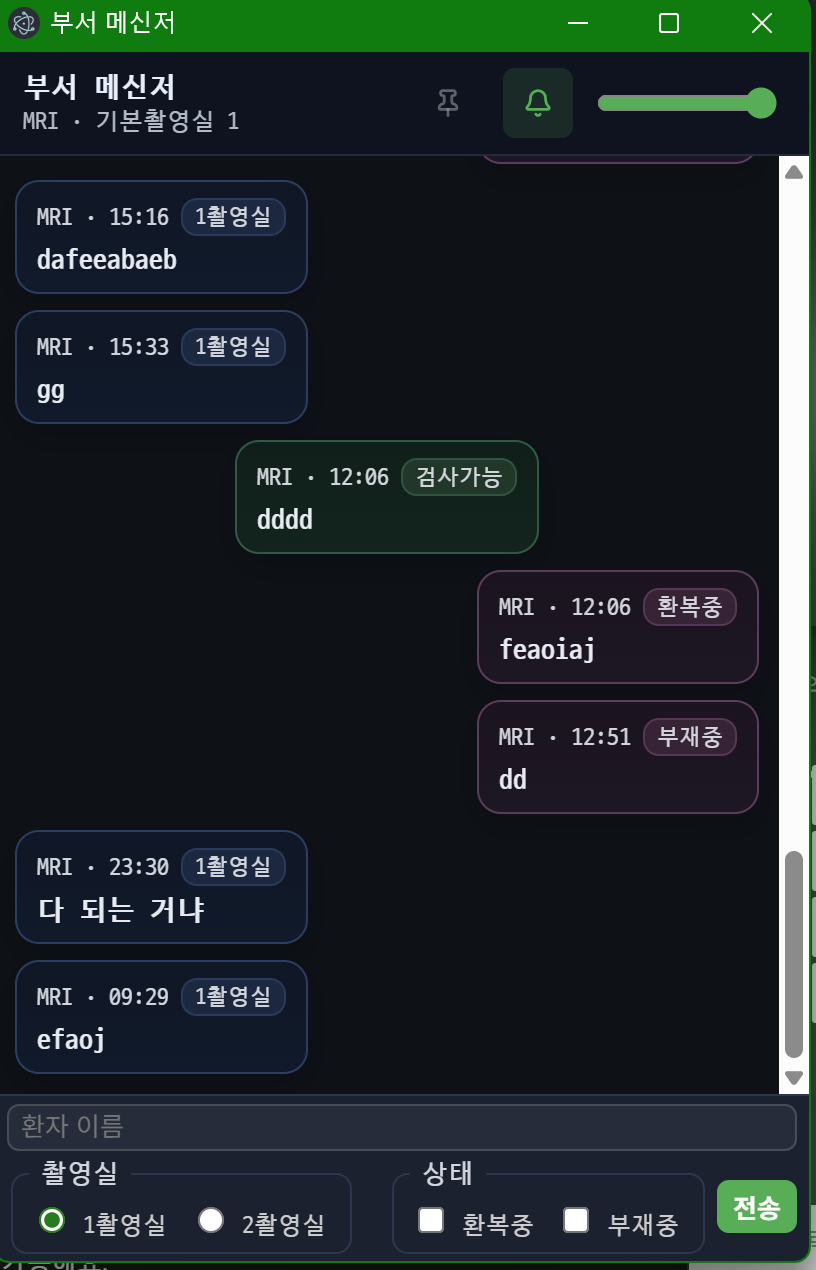 부서 메신저
부서 메신저
MRI · 기본촬영실 1
MRI · 15:16 1촬영실
dafeeabaeb
MRI · 15:33 1촬영실
gg
MRI · 12:06 검사가능
dddd
MRI · 12:06 환복중
feaoiaj
MRI · 12:51 부재중
dd
MRI · 23:30 1촬영실
다 되는 거냐
MRI · 09:29 1촬영실
efaoj
환자 이름
촬영실 상태
1촬영실 2촬영실 환복중 부재중 전송